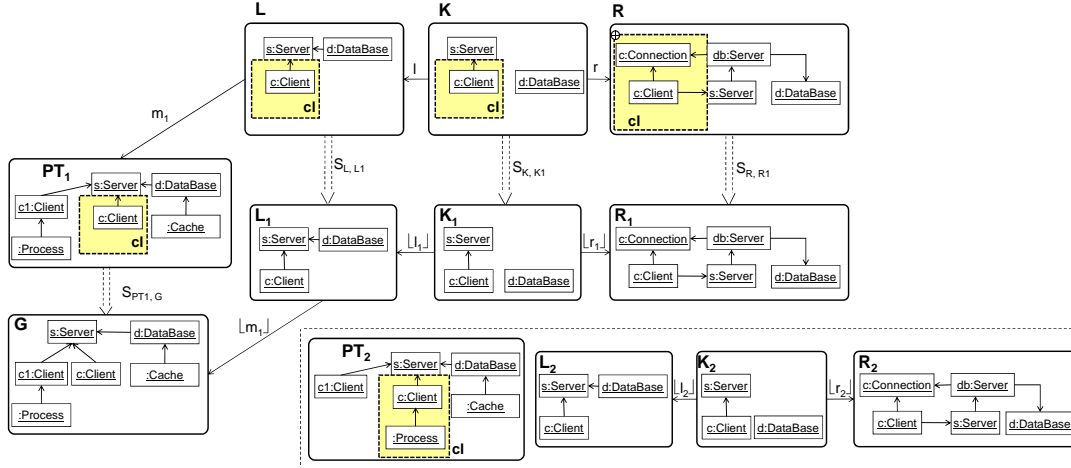 L
s:Server
d:DataBase
c:Client
cl
l
K
s:Server
c:Client
d:DataBase
cl
r
R
c:Connection
db:Server
c:Client
s:Server
d:DataBase
cl
m1
SL, L1
SK, K1
SR, R1
PT1
s:Server
c1:Client
d:DataBase
c:Client
:Cache
:Process
cl
L1
s:Server
d:DataBase
c:Client
⌊l1⌋
K1
s:Server
c:Client
d:DataBase
⌊r1⌋
R1
c:Connection
db:Server
c:Client
s:Server
d:DataBase
SPT1, G
⌊m1⌋
G
s:Server
d:DataBase
c1:Client
c:Client
:Cache
:Process
PT2
s:Server
d:DataBase
c1:Client
c:Client
:Cache
:Process
cl
L2
s:Server
d:DataBase
c:Client
⌊l2⌋
K2
s:Server
c:Client
d:DataBase
⌊r2⌋
R2
c:Connection
db:Server
c:Client
s:Server
d:DataBase